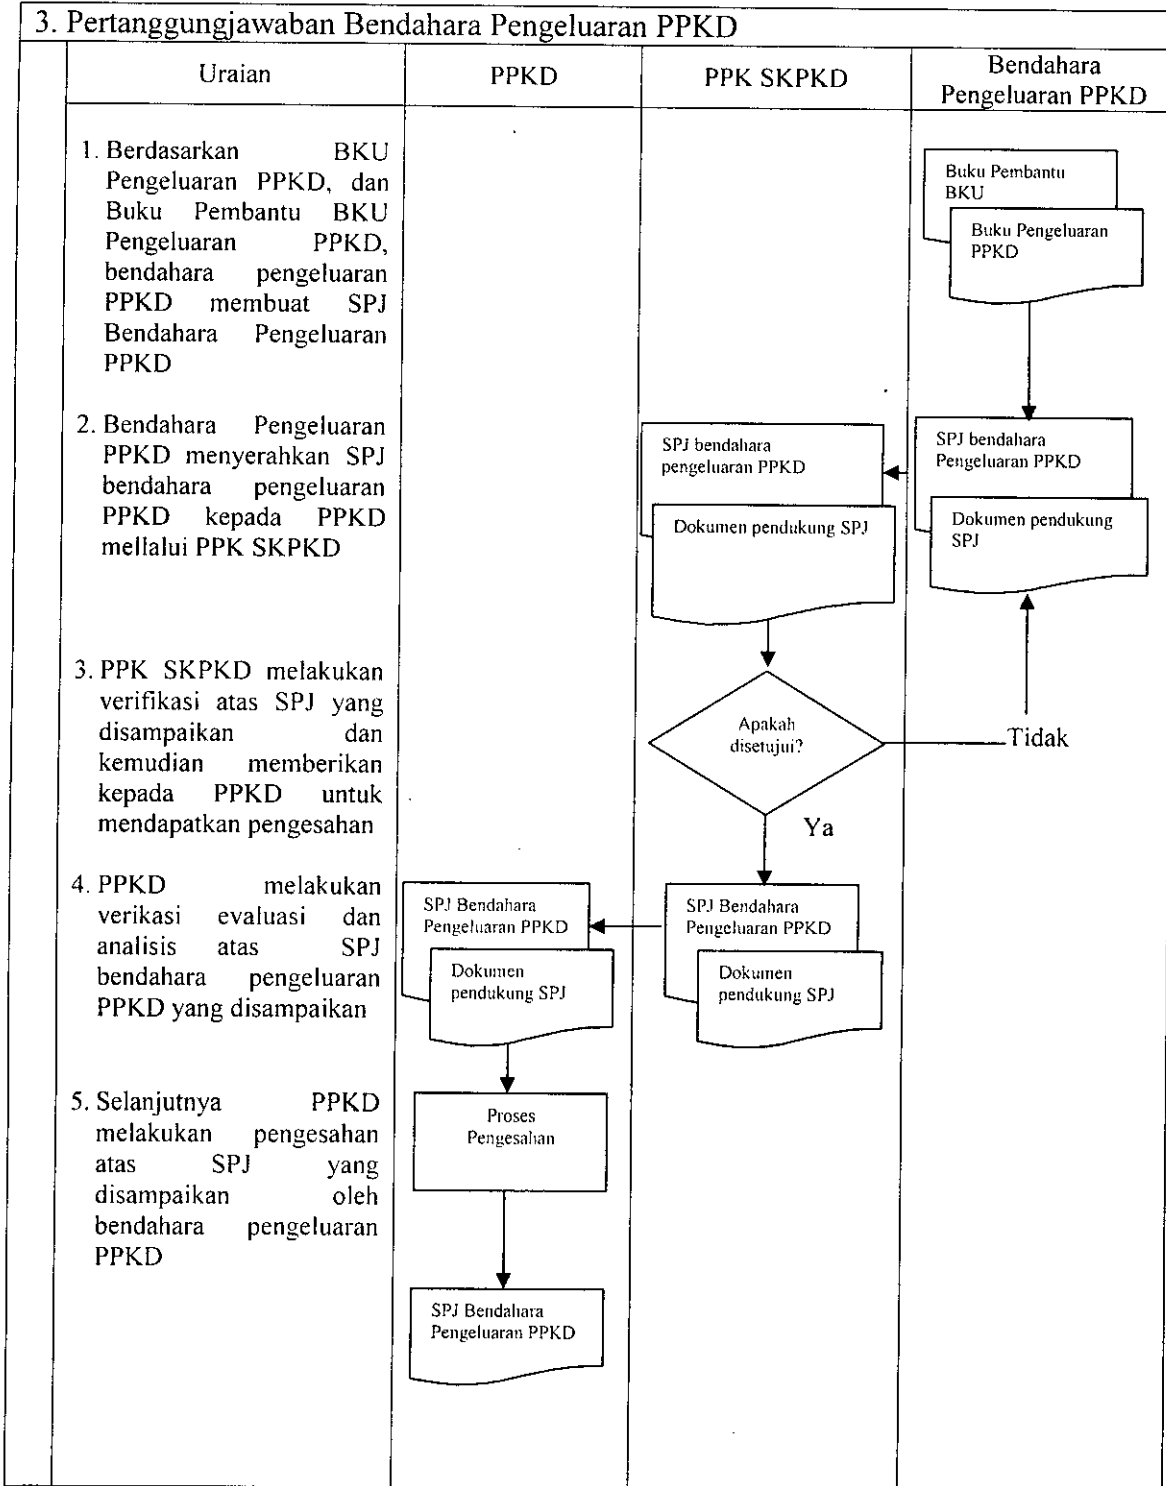 3. Pertanggungjawaban Bendahara Pengeluaran PPKD
Uraian
PPKD
PPK SKPKD
Bendahara
Pengeluaran PPKD
1. Berdasarkan BKU
Pengeluaran PPKD, dan
Buku Pembantu BKU
Pengeluaran PPKD,
bendahara pengeluaran
PPKD membuat SPJ
Bendahara Pengeluaran
PPKD
Buku Pembantu
BKU
Buku Pengeluaran
PPKD
2. Bendahara Pengeluaran
PPKD menyerahkan SPJ
bendahara pengeluaran
PPKD kepada PPKD
mellalui PPK SKPKD
SPJ bendahara
pengeluaran PPKD
Dokumen pendukung SPJ
SPJ bendahara
Pengeluaran PPKD
Dokumen pendukung
SPJ
3. PPK SKPKD melakukan
verifikasi atas SPJ yang
disampaikan dan
kemudian memberikan
kepada PPKD untuk
mendapatkan pengesahan
Apakah
disetujui?
Tidak
Ya
4. PPKD melakukan
verikasi evaluasi dan
analisis atas SPJ
bendahara pengeluaran
PPKD yang disampaikan
SPJ Bendahara
Pengeluaran PPKD
Dokumen
pendukung SPJ
SPJ Bendahara
Pengeluaran PPKD
Dokumen
pendukung SPJ
5. Selanjutnya PPKD
melakukan pengesahan
atas SPJ yang
disampaikan oleh
bendahara pengeluaran
PPKD
Proses
Pengesahan
SPJ Bendahara
Pengeluaran PPKD